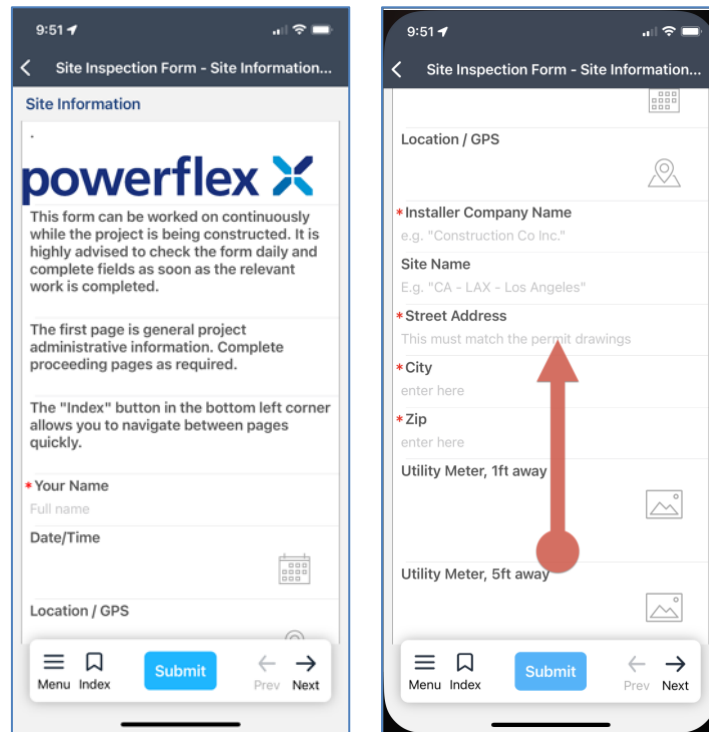 9:51
Site Inspection Form - Site Information...
Site Information
.
powerflex
This form can be worked on continuously
while the project is being constructed. It is
highly advised to check the form daily and
complete fields as soon as the relevant
work is completed.
The first page is general project
administrative information. Complete
proceeding pages as required.
The "Index" button in the bottom left corner
allows you to navigate between pages
quickly.
*Your Name
Full name
Date/Time
Location / GPS
Menu Index Submit Prev Next
9:51
Site Inspection Form - Site Information...
Location / GPS
*Installer Company Name
e.g. "Construction Co Inc."
Site Name
E.g. "CA - LAX - Los Angeles"
*Street Address
This must match the permit drawings
*City
enter here
*Zip
enter here
Utility Meter, 1ft away
Utility Meter, 5ft away
Menu Index Submit Prev Next